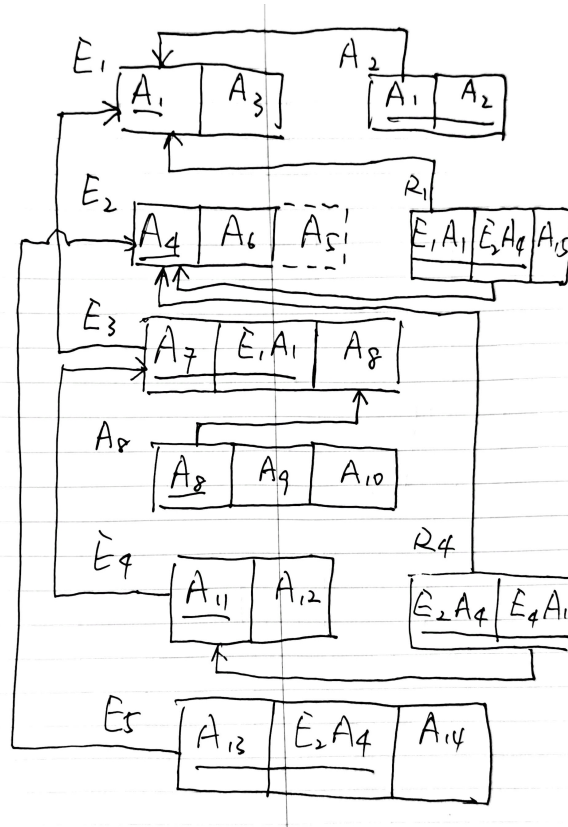 E1 A2
A1 A3 A1 A2
E2 R1
A4 A6 A5 E1A1 E2A4 A15
E3
A7 E1A1 A8
A8
A8 A9 A10
E4 R4
A11 A12 E2A4 E4A1
E5
A13 E2A4 A14